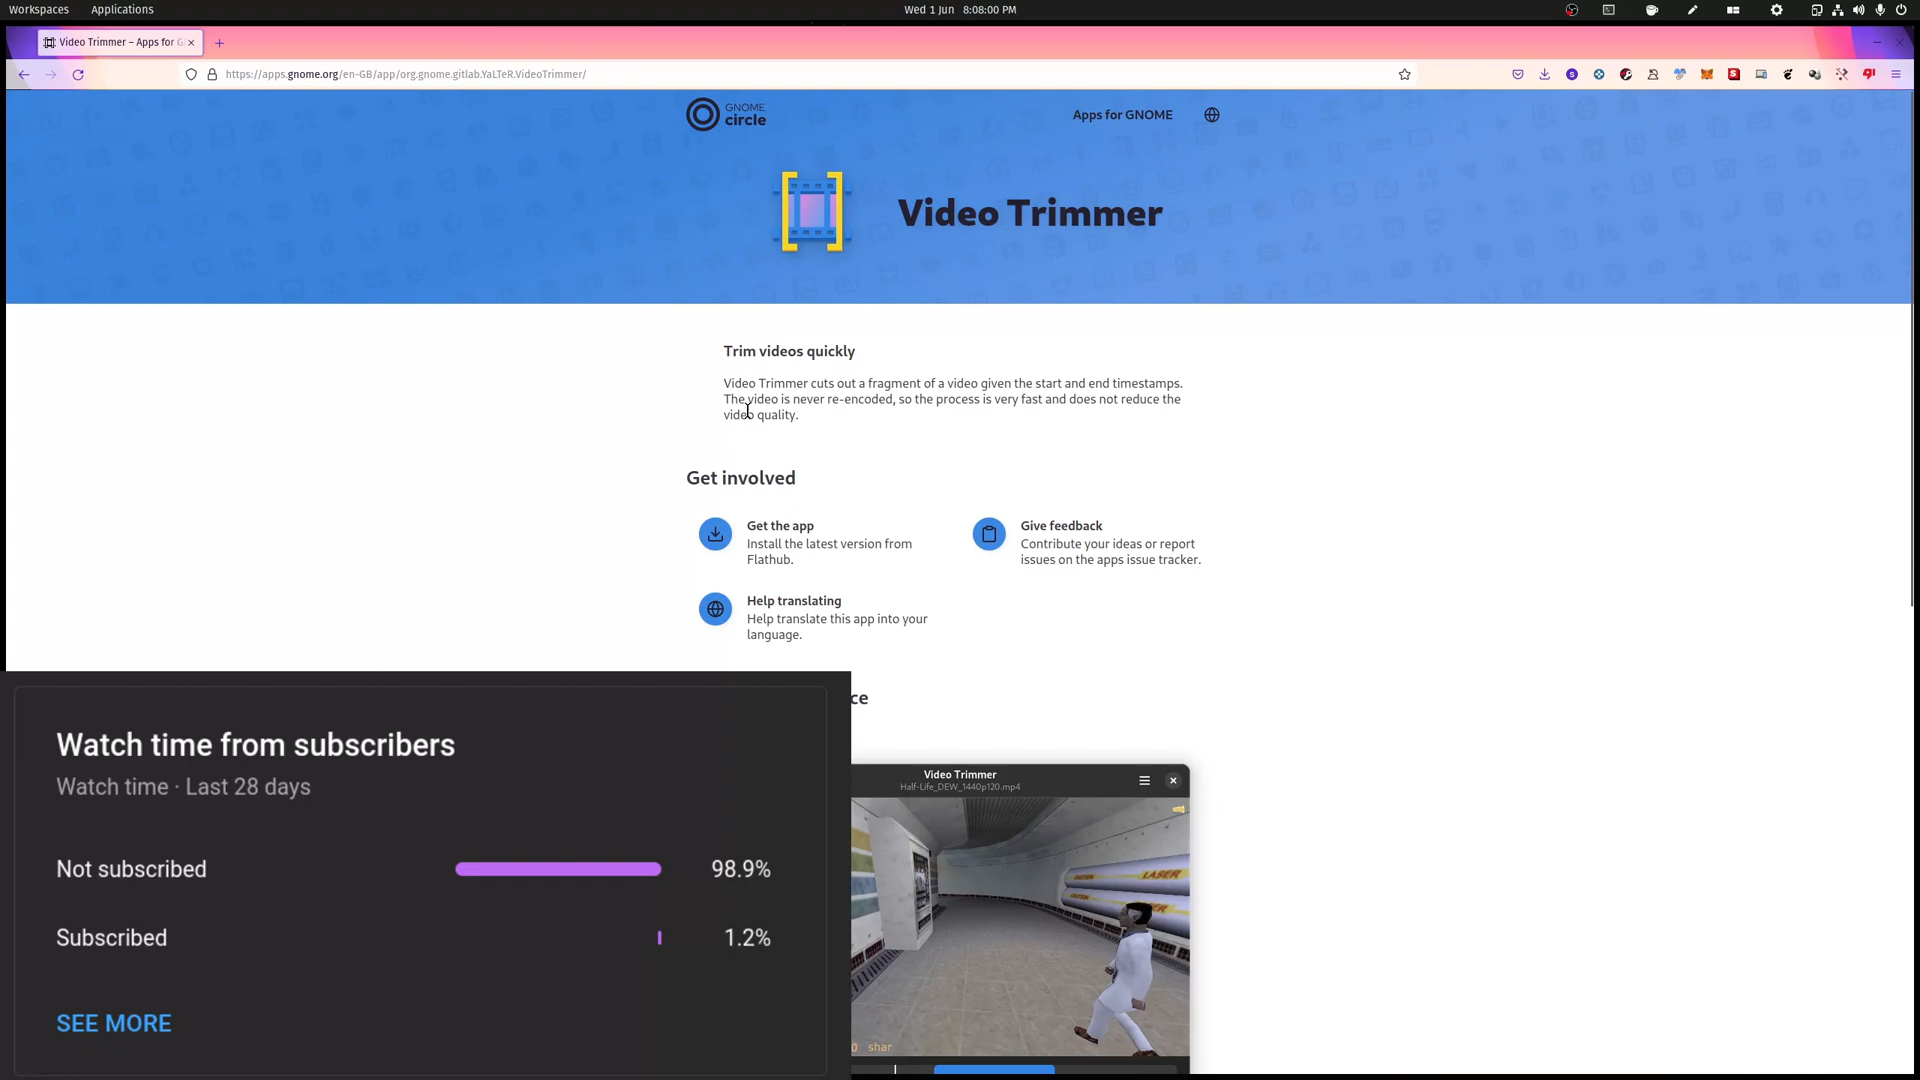 Workspaces Applications Wed 1 Jun 8:08:00 PM
Video Trimmer – Apps for G
https://apps.gnome.org/en-GB/app/org.gnome.gitlab.YaLTeR.VideoTrimmer/
GNOME
circle
Apps for GNOME
Video Trimmer
Trim videos quickly
Video Trimmer cuts out a fragment of a video given the start and end timestamps.
The video is never re-encoded, so the process is very fast and does not reduce the
video quality.
Get involved
Get the app
Install the latest version from
Flathub.
Give feedback
Contribute your ideas or report
issues on the apps issue tracker.
Help translating
Help translate this app into your
language.
ce
Video Trimmer
Half-Life_DEW_1440p120.mp4
CAUTION LASER
CAUTION
0 shar
Watch time from subscribers
Watch time · Last 28 days
Not subscribed 98.9%
Subscribed 1.2%
SEE MORE